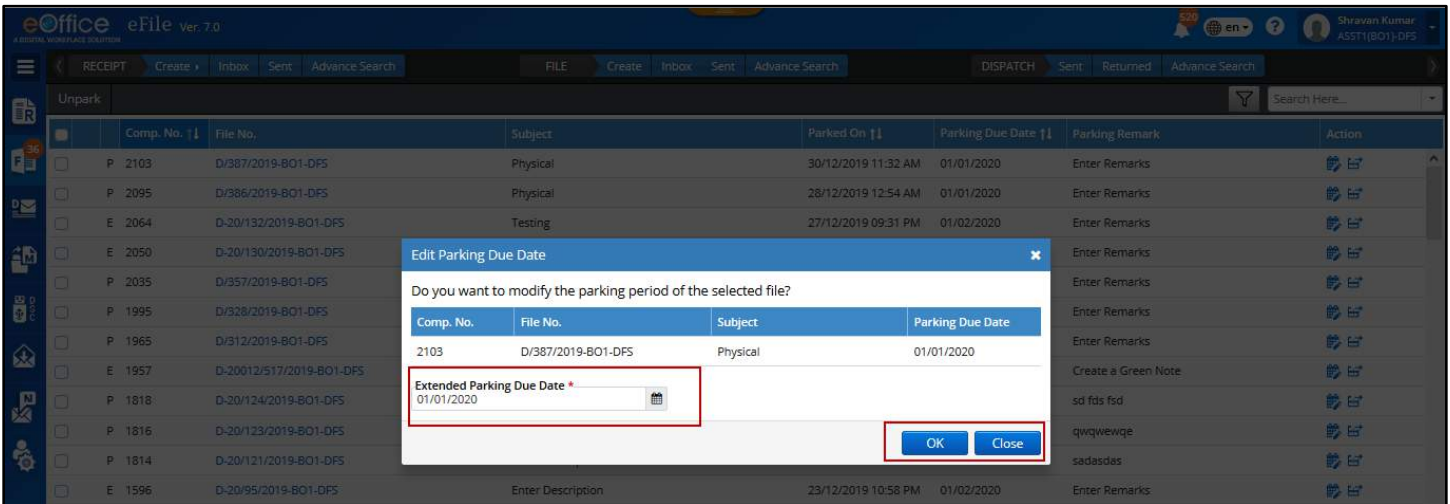 eOffice eFile Ver. 7.0 520 en ? Shravan Kumar
A DIGITAL WORKPLACE SOLUTION ASST1(BO1)-DFS
RECEIPT Create Inbox Sent Advance Search FILE Create Inbox Sent Advance Search DISPATCH Sent Returned Advance Search
Unpark Search Here...
Comp. No. File No. Subject Parked On Parking Due Date Parking Remark Action
36
P 2103 D/387/2019-BO1-DFS Physical 30/12/2019 11:32 AM 01/01/2020 Enter Remarks
P 2095 D/386/2019-BO1-DFS Physical 28/12/2019 12:54 AM 01/01/2020 Enter Remarks
E 2064 D-20/132/2019-BO1-DFS Testing 27/12/2019 09:31 PM 01/02/2020 Enter Remarks
E 2050 D-20/130/2019-BO1-DFS Enter Remarks
P 2035 D/357/2019-BO1-DFS Enter Remarks
P 1995 D/328/2019-BO1-DFS Enter Remarks
P 1965 D/312/2019-BO1-DFS Enter Remarks
E 1957 D-20012/517/2019-BO1-DFS Create a Green Note
P 1818 D-20/124/2019-BO1-DFS sd fds fsd
P 1816 D-20/123/2019-BO1-DFS qwqwewqe
P 1814 D-20/121/2019-BO1-DFS sadasdas
E 1596 D-20/95/2019-BO1-DFS Enter Description 23/12/2019 10:58 PM 01/02/2020 Enter Remarks
Edit Parking Due Date
Do you want to modify the parking period of the selected file?
Comp. No. File No. Subject Parking Due Date
2103 D/387/2019-BO1-DFS Physical 01/01/2020
Extended Parking Due Date *
01/01/2020
OK Close